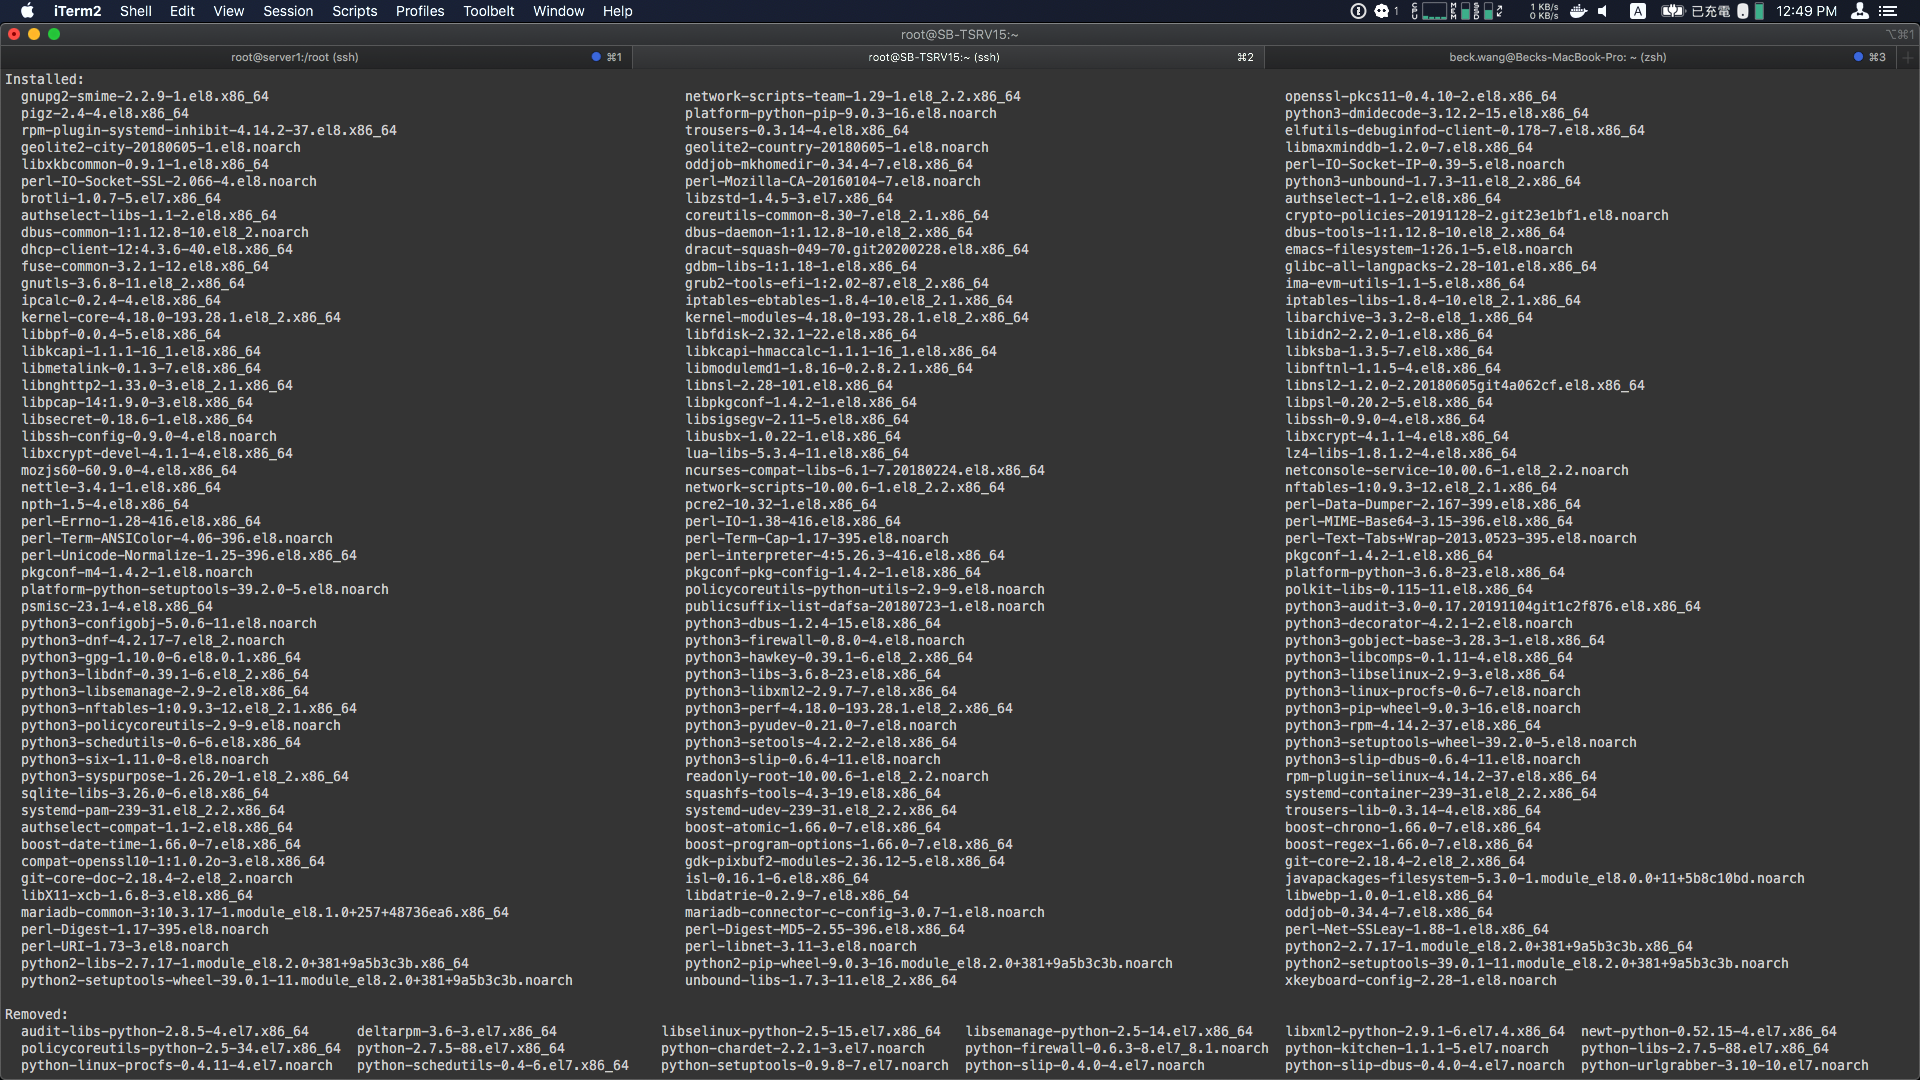 iTerm2 Shell Edit View Session Scripts Profiles Toolbelt Window Help 1 1 KB/s 0 KB/s A 已充電 12:49 PM
root@SB-TSRV15:~ ⌥⌘1
root@server1:/root (ssh) ⌘1 root@SB-TSRV15:~ (ssh) ⌘2 beck.wang@Becks-MacBook-Pro: ~ (zsh) ⌘3
Installed:
gnupg2-smime-2.2.9-1.el8.x86_64 network-scripts-team-1.29-1.el8_2.2.x86_64 openssl-pkcs11-0.4.10-2.el8.x86_64
pigz-2.4-4.el8.x86_64 platform-python-pip-9.0.3-16.el8.noarch python3-dmidecode-3.12.2-15.el8.x86_64
rpm-plugin-systemd-inhibit-4.14.2-37.el8.x86_64 trousers-0.3.14-4.el8.x86_64 elfutils-debuginfod-client-0.178-7.el8.x86_64
geolite2-city-20180605-1.el8.noarch geolite2-country-20180605-1.el8.noarch libmaxminddb-1.2.0-7.el8.x86_64
libxkbcommon-0.9.1-1.el8.x86_64 oddjob-mkhomedir-0.34.4-7.el8.x86_64 perl-IO-Socket-IP-0.39-5.el8.noarch
perl-IO-Socket-SSL-2.066-4.el8.noarch perl-Mozilla-CA-20160104-7.el8.noarch python3-unbound-1.7.3-11.el8_2.x86_64
brotli-1.0.7-5.el7.x86_64 libzstd-1.4.5-3.el7.x86_64 authselect-1.1-2.el8.x86_64
authselect-libs-1.1-2.el8.x86_64 coreutils-common-8.30-7.el8_2.1.x86_64 crypto-policies-20191128-2.git23e1bf1.el8.noarch
dbus-common-1:1.12.8-10.el8_2.noarch dbus-daemon-1:1.12.8-10.el8_2.x86_64 dbus-tools-1:1.12.8-10.el8_2.x86_64
dhcp-client-12:4.3.6-40.el8.x86_64 dracut-squash-049-70.git20200228.el8.x86_64 emacs-filesystem-1:26.1-5.el8.noarch
fuse-common-3.2.1-12.el8.x86_64 gdbm-libs-1:1.18-1.el8.x86_64 glibc-all-langpacks-2.28-101.el8.x86_64
gnutls-3.6.8-11.el8_2.x86_64 grub2-tools-efi-1:2.02-87.el8_2.x86_64 ima-evm-utils-1.1-5.el8.x86_64
ipcalc-0.2.4-4.el8.x86_64 iptables-ebtables-1.8.4-10.el8_2.1.x86_64 iptables-libs-1.8.4-10.el8_2.1.x86_64
kernel-core-4.18.0-193.28.1.el8_2.x86_64 kernel-modules-4.18.0-193.28.1.el8_2.x86_64 libarchive-3.3.2-8.el8_1.x86_64
libbpf-0.0.4-5.el8.x86_64 libfdisk-2.32.1-22.el8.x86_64 libidn2-2.2.0-1.el8.x86_64
libkcapi-1.1.1-16_1.el8.x86_64 libkcapi-hmaccalc-1.1.1-16_1.el8.x86_64 libksba-1.3.5-7.el8.x86_64
libmetalink-0.1.3-7.el8.x86_64 libmodulemd1-1.8.16-0.2.8.2.1.x86_64 libnftnl-1.1.5-4.el8.x86_64
libnghttp2-1.33.0-3.el8_2.1.x86_64 libnsl-2.28-101.el8.x86_64 libnsl2-1.2.0-2.20180605git4a062cf.el8.x86_64
libpcap-14:1.9.0-3.el8.x86_64 libpkgconf-1.4.2-1.el8.x86_64 libpsl-0.20.2-5.el8.x86_64
libsecret-0.18.6-1.el8.x86_64 libsigsegv-2.11-5.el8.x86_64 libssh-0.9.0-4.el8.x86_64
libssh-config-0.9.0-4.el8.noarch libusbx-1.0.22-1.el8.x86_64 libxcrypt-4.1.1-4.el8.x86_64
libxcrypt-devel-4.1.1-4.el8.x86_64 lua-libs-5.3.4-11.el8.x86_64 lz4-libs-1.8.1.2-4.el8.x86_64
mozjs60-60.9.0-4.el8.x86_64 ncurses-compat-libs-6.1-7.20180224.el8.x86_64 netconsole-service-10.00.6-1.el8_2.2.noarch
nettle-3.4.1-1.el8.x86_64 network-scripts-10.00.6-1.el8_2.2.x86_64 nftables-1:0.9.3-12.el8_2.1.x86_64
npth-1.5-4.el8.x86_64 pcre2-10.32-1.el8.x86_64 perl-Data-Dumper-2.167-399.el8.x86_64
perl-Errno-1.28-416.el8.x86_64 perl-IO-1.38-416.el8.x86_64 perl-MIME-Base64-3.15-396.el8.x86_64
perl-Term-ANSIColor-4.06-396.el8.noarch perl-Term-Cap-1.17-395.el8.noarch perl-Text-Tabs+Wrap-2013.0523-395.el8.noarch
perl-Unicode-Normalize-1.25-396.el8.x86_64 perl-interpreter-4:5.26.3-416.el8.x86_64 pkgconf-1.4.2-1.el8.x86_64
pkgconf-m4-1.4.2-1.el8.noarch pkgconf-pkg-config-1.4.2-1.el8.x86_64 platform-python-3.6.8-23.el8.x86_64
platform-python-setuptools-39.2.0-5.el8.noarch policycoreutils-python-utils-2.9-9.el8.noarch polkit-libs-0.115-11.el8.x86_64
psmisc-23.1-4.el8.x86_64 publicsuffix-list-dafsa-20180723-1.el8.noarch python3-audit-3.0-0.17.20191104git1c2f876.el8.x86_64
python3-configobj-5.0.6-11.el8.noarch python3-dbus-1.2.4-15.el8.x86_64 python3-decorator-4.2.1-2.el8.noarch
python3-dnf-4.2.17-7.el8_2.noarch python3-firewall-0.8.0-4.el8.noarch python3-gobject-base-3.28.3-1.el8.x86_64
python3-gpg-1.10.0-6.el8.0.1.x86_64 python3-hawkey-0.39.1-6.el8_2.x86_64 python3-libcomps-0.1.11-4.el8.x86_64
python3-libdnf-0.39.1-6.el8_2.x86_64 python3-libs-3.6.8-23.el8.x86_64 python3-libselinux-2.9-3.el8.x86_64
python3-libsemanage-2.9-2.el8.x86_64 python3-libxml2-2.9.7-7.el8.x86_64 python3-linux-procfs-0.6-7.el8.noarch
python3-nftables-1:0.9.3-12.el8_2.1.x86_64 python3-perf-4.18.0-193.28.1.el8_2.x86_64 python3-pip-wheel-9.0.3-16.el8.noarch
python3-policycoreutils-2.9-9.el8.noarch python3-pyudev-0.21.0-7.el8.noarch python3-rpm-4.14.2-37.el8.x86_64
python3-schedutils-0.6-6.el8.x86_64 python3-setools-4.2.2-2.el8.x86_64 python3-setuptools-wheel-39.2.0-5.el8.noarch
python3-six-1.11.0-8.el8.noarch python3-slip-0.6.4-11.el8.noarch python3-slip-dbus-0.6.4-11.el8.noarch
python3-syspurpose-1.26.20-1.el8_2.x86_64 readonly-root-10.00.6-1.el8_2.2.noarch rpm-plugin-selinux-4.14.2-37.el8.x86_64
sqlite-libs-3.26.0-6.el8.x86_64 squashfs-tools-4.3-19.el8.x86_64 systemd-container-239-31.el8_2.2.x86_64
systemd-pam-239-31.el8_2.2.x86_64 systemd-udev-239-31.el8_2.2.x86_64 trousers-lib-0.3.14-4.el8.x86_64
authselect-compat-1.1-2.el8.x86_64 boost-atomic-1.66.0-7.el8.x86_64 boost-chrono-1.66.0-7.el8.x86_64
boost-date-time-1.66.0-7.el8.x86_64 boost-program-options-1.66.0-7.el8.x86_64 boost-regex-1.66.0-7.el8.x86_64
compat-openssl10-1:1.0.2o-3.el8.x86_64 gdk-pixbuf2-modules-2.36.12-5.el8.x86_64 git-core-2.18.4-2.el8_2.x86_64
git-core-doc-2.18.4-2.el8_2.noarch isl-0.16.1-6.el8.x86_64 javapackages-filesystem-5.3.0-1.module_el8.0.0+11+5b8c10bd.noarch
libX11-xcb-1.6.8-3.el8.x86_64 libdatrie-0.2.9-7.el8.x86_64 libwebp-1.0.0-1.el8.x86_64
mariadb-common-3:10.3.17-1.module_el8.1.0+257+48736ea6.x86_64 mariadb-connector-c-config-3.0.7-1.el8.noarch oddjob-0.34.4-7.el8.x86_64
perl-Digest-1.17-395.el8.noarch perl-Digest-MD5-2.55-396.el8.x86_64 perl-Net-SSLeay-1.88-1.el8.x86_64
perl-URI-1.73-3.el8.noarch perl-libnet-3.11-3.el8.noarch python2-2.7.17-1.module_el8.2.0+381+9a5b3c3b.x86_64
python2-libs-2.7.17-1.module_el8.2.0+381+9a5b3c3b.x86_64 python2-pip-wheel-9.0.3-16.module_el8.2.0+381+9a5b3c3b.noarch python2-setuptools-39.0.1-11.module_el8.2.0+381+9a5b3c3b.noarch
python2-setuptools-wheel-39.0.1-11.module_el8.2.0+381+9a5b3c3b.noarch unbound-libs-1.7.3-11.el8_2.x86_64 xkeyboard-config-2.28-1.el8.noarch
Removed:
audit-libs-python-2.8.5-4.el7.x86_64 deltarpm-3.6-3.el7.x86_64 libselinux-python-2.5-15.el7.x86_64 libsemanage-python-2.5-14.el7.x86_64 libxml2-python-2.9.1-6.el7.4.x86_64 newt-python-0.52.15-4.el7.x86_64
policycoreutils-python-2.5-34.el7.x86_64 python-2.7.5-88.el7.x86_64 python-chardet-2.2.1-3.el7.noarch python-firewall-0.6.3-8.el7_8.1.noarch python-kitchen-1.1.1-5.el7.noarch python-libs-2.7.5-88.el7.x86_64
python-linux-procfs-0.4.11-4.el7.noarch python-schedutils-0.4-6.el7.x86_64 python-setuptools-0.9.8-7.el7.noarch python-slip-0.4.0-4.el7.noarch python-slip-dbus-0.4.0-4.el7.noarch python-urlgrabber-3.10-10.el7.noarch